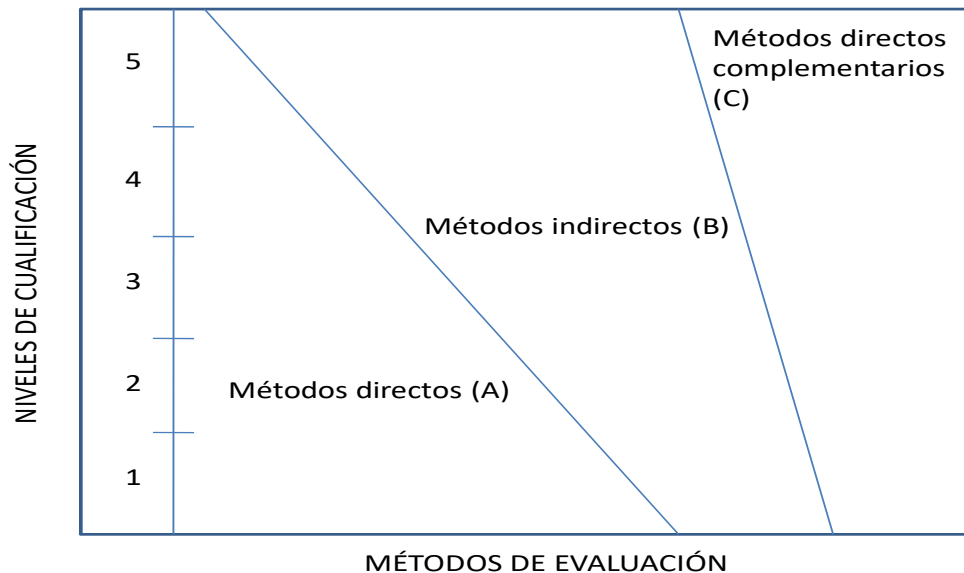 NIVELES DE CUALIFICACIÓN
5
4
3
2
1
Métodos directos
complementarios
(C)
Métodos indirectos (B)
Métodos directos (A)
MÉTODOS DE EVALUACIÓN